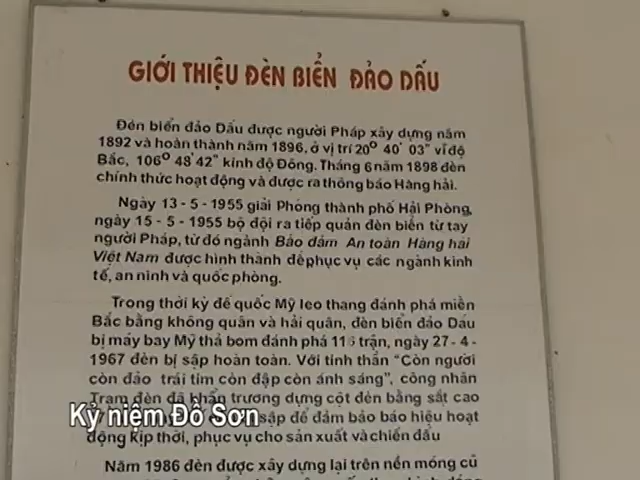 GIỚI THIỆU ĐÈN BIỂN ĐẢO DẤU
Đén biển đảo Dấu được người Pháp xây dựng năm
1892 và hoàn thành năm 1896, ở vị trí 20⁰ 40' 03" vĩ độ
Bắc, 106⁰ 48' 42" kinh độ Đông. Tháng 6 năm 1898 đèn
chính thức hoạt động và được ra thông báo Hàng hải.
Ngày 13 - 5 - 1955 giải Phóng thành phố Hải Phòng,
ngày 15 - 5 - 1955 bộ đội ra tiếp quản đèn biển từ tay
người Pháp, từ đó ngành Bảo đảm An toàn Hàng hải
Việt Nam được hình thành để phục vụ các ngành kinh
tế, an ninh và quốc phòng.
Trong thời kỳ đế quốc Mỹ leo thang đánh phá miền
Bắc bằng không quân và hải quân, đèn biển đảo Dấu
bị máy bay Mỹ thả bom đánh phá trận, ngày 27 - 4 -
1967 đèn bị sập hoàn toàn. Với tinh thần "Còn người
còn đảo trái tim còn đập còn ánh sáng", công nhân
Trạm đèn đã khẩn trương dựng cột đèn bằng sắt cao
sập để đảm bảo báo hiệu hoạt
Kỷ niệm Đồ Sơn
động kịp thời, phục vụ cho sản xuất và chiến đấu
Năm 1986 đèn được xây dựng lại trên nền móng cũ